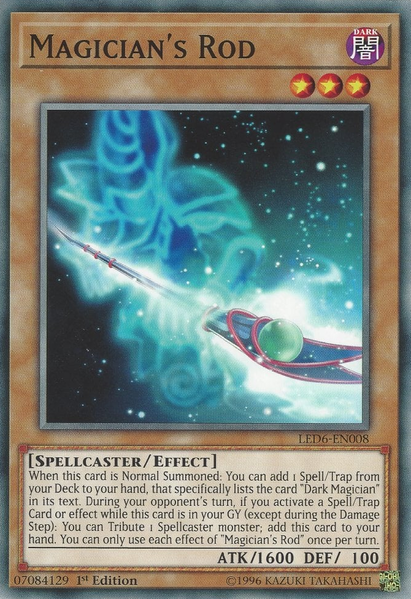 MAGICIAN'S ROD
DARK
闇
LED6-EN008
[SPELLCASTER/EFFECT]
When this card is Normal Summoned: You can add 1 Spell/Trap
from your Deck to your hand, that specifically lists the card "Dark Magician"
in its text. During your opponent's turn, if you activate a Spell/Trap
Card or effect while this card is in your GY (except during the Damage
Step): You can Tribute 1 Spellcaster monster; add this card to your
hand. You can only use each effect of "Magician's Rod" once per turn.
ATK/1600 DEF/ 100
07084129 1st Edition ©1996 KAZUKI TAKAHASHI